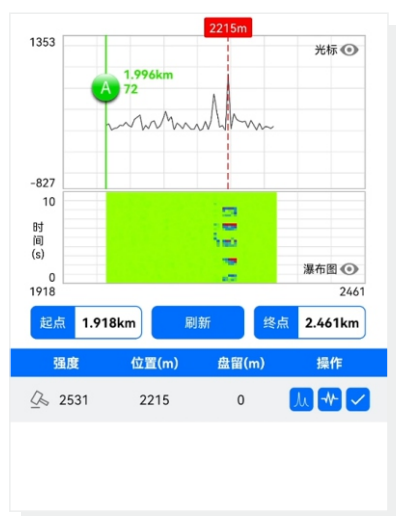 2215m
1353
光标
1.996km
A
72
-827
10
时
间
(s)
0
瀑布图
1918
2461
起点 1.918km 刷新 终点 2.461km
强度 位置(m) 盘留(m) 操作
2531 2215 0